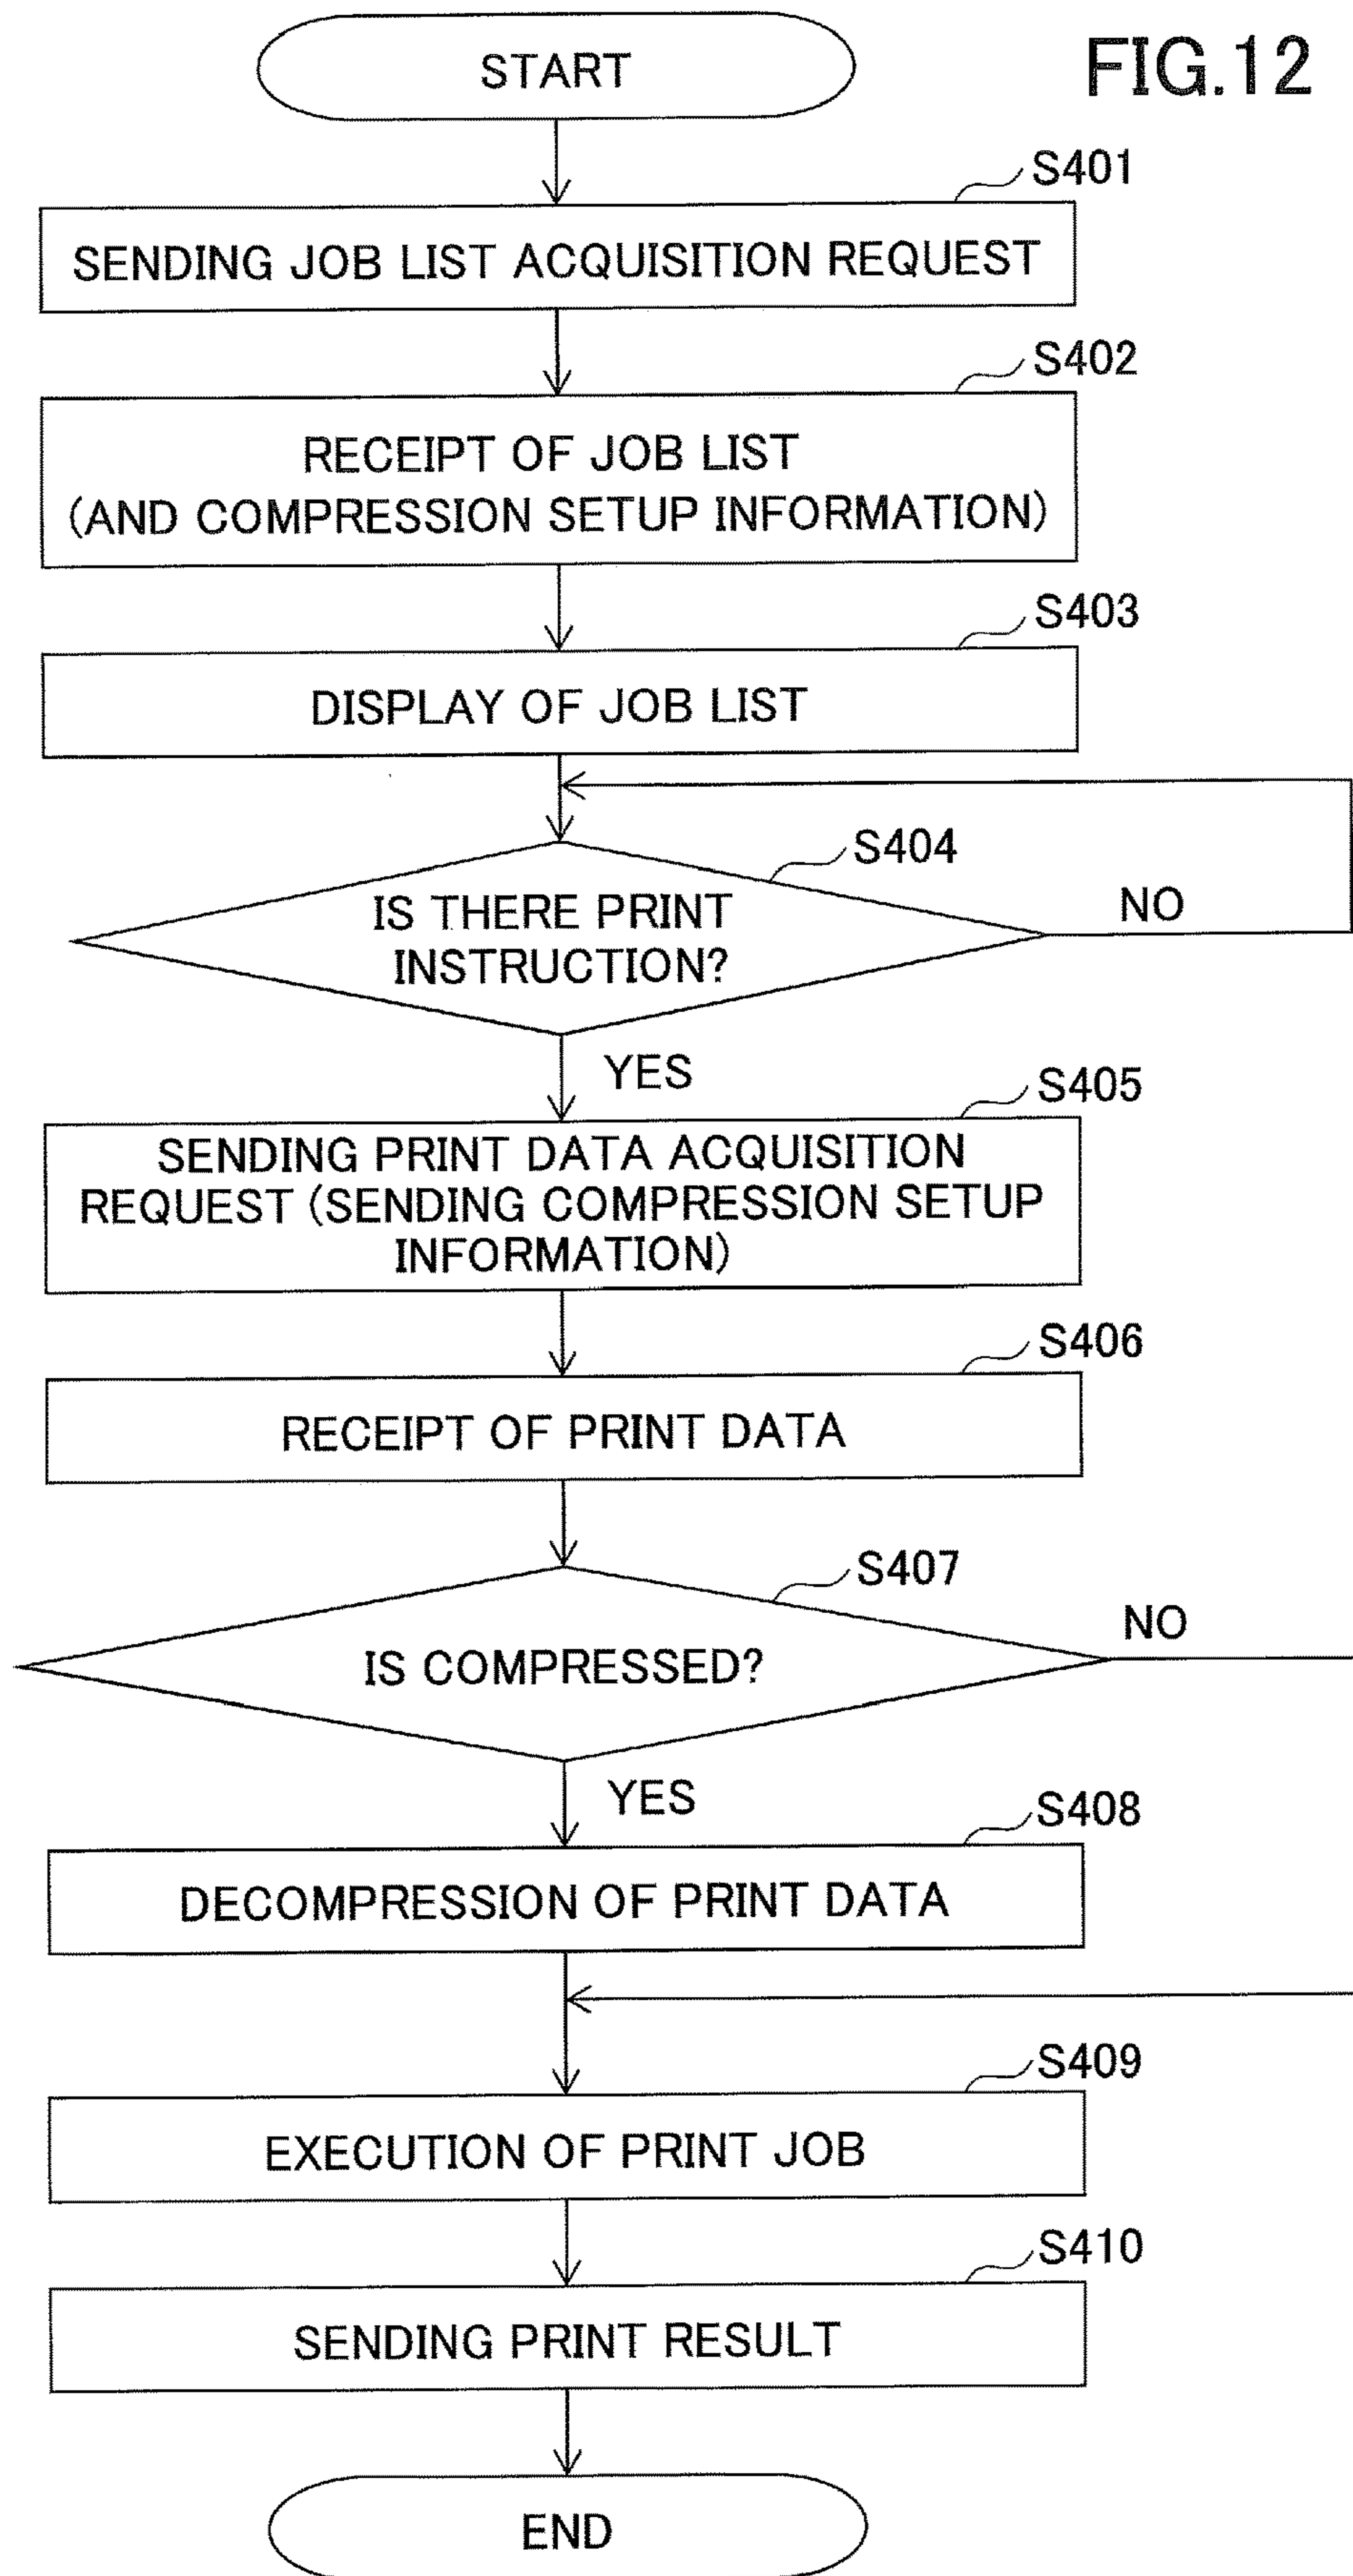 START
FIG.12
S401
SENDING JOB LIST ACQUISITION REQUEST
S402
RECEIPT OF JOB LIST
(AND COMPRESSION SETUP INFORMATION)
S403
DISPLAY OF JOB LIST
S404
IS THERE PRINT
INSTRUCTION?
NO
YES
S405
SENDING PRINT DATA ACQUISITION
REQUEST (SENDING COMPRESSION SETUP
INFORMATION)
S406
RECEIPT OF PRINT DATA
S407
IS COMPRESSED?
NO
YES
S408
DECOMPRESSION OF PRINT DATA
S409
EXECUTION OF PRINT JOB
S410
SENDING PRINT RESULT
END